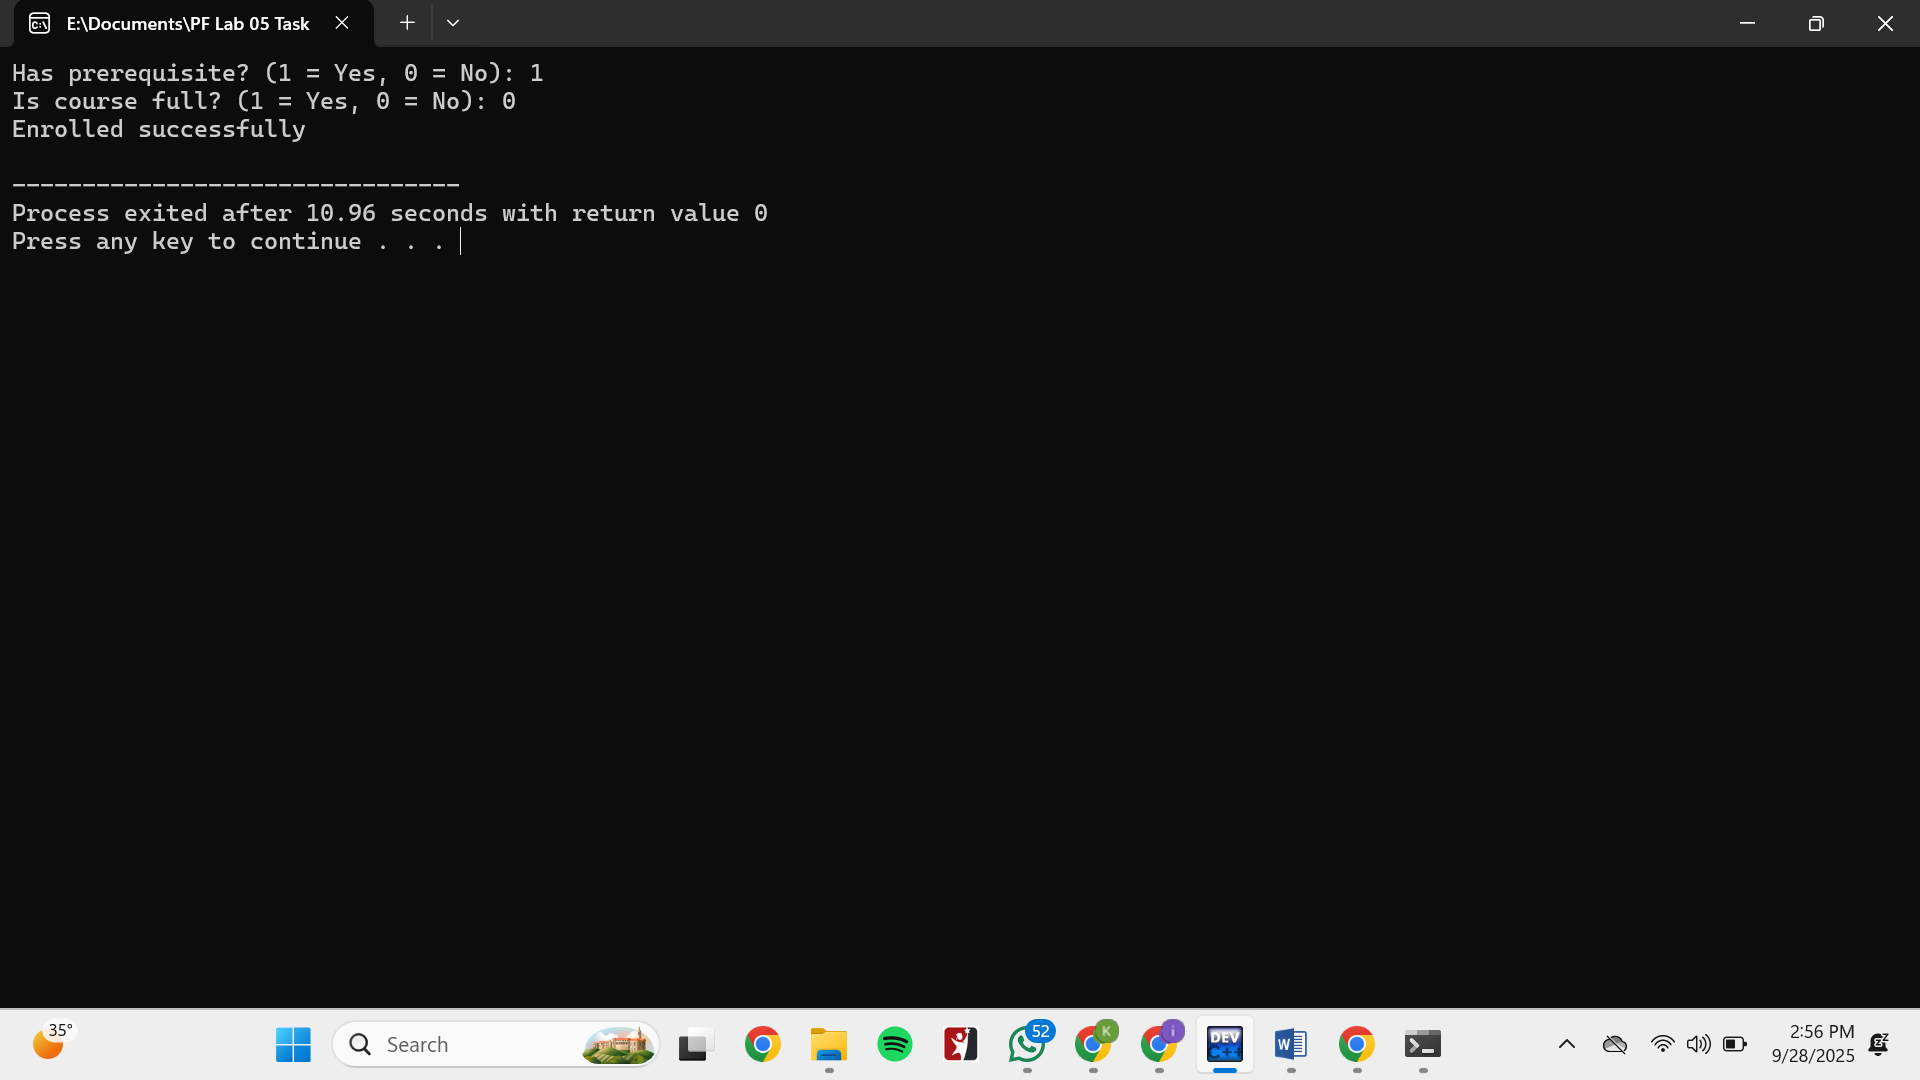 E:\Documents\PF Lab 05 Task
Has prerequisite? (1 = Yes, 0 = No): 1
Is course full? (1 = Yes, 0 = No): 0
Enrolled successfully
--------------------------------
Process exited after 10.96 seconds with return value 0
Press any key to continue . . .
35°
Search
52
K
i
DEV
C++
W
2:56 PM
9/28/2025